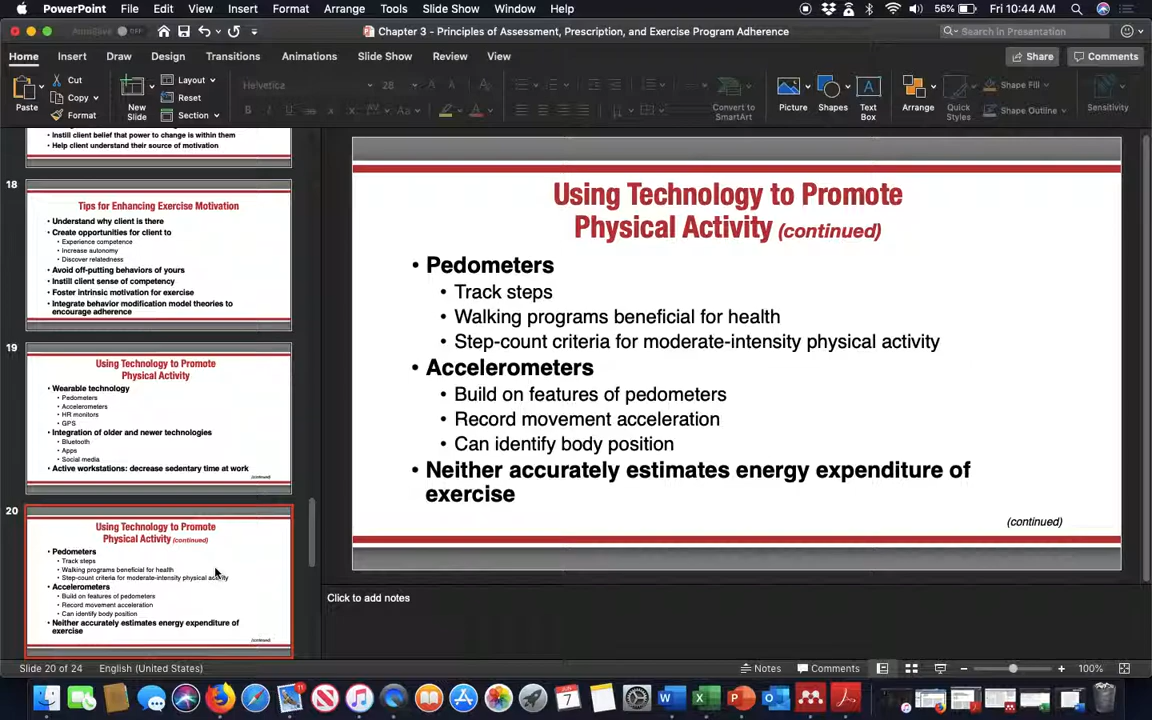 PowerPoint File Edit View Insert Format Arrange Tools Slide Show Window Help 56% Fri 10:44 AM
AutoSave OFF Chapter 3 - Principles of Assessment, Prescription, and Exercise Program Adherence Search in Presentation
Home Insert Draw Design Transitions Animations Slide Show Review View Share Comments
Paste Cut Copy Format New Slide Layout Reset Section Helvetica 28 Convert to SmartArt Picture Shapes Text Box Arrange Quick Styles Shape Fill Shape Outline Sensitivity
Instill client belief that power to change is within them
• Help client understand their source of motivation
18
Tips for Enhancing Exercise Motivation
• Understand why client is there
• Create opportunities for client to
• Experience competence
• Increase autonomy
• Discover relatedness
• Avoid off-putting behaviors of yours
• Instill client sense of competency
• Foster intrinsic motivation for exercise
• Integrate behavior modification model theories to
encourage adherence
19
Using Technology to Promote
Physical Activity
• Wearable technology
• Pedometers
• Accelerometers
• HR monitors
• GPS
• Integration of older and newer technologies
• Bluetooth
• Apps
• Social media
• Active workstations: decrease sedentary time at work
(continued)
20
Using Technology to Promote
Physical Activity (continued)
• Pedometers
• Track steps
• Walking programs beneficial for health
• Step-count criteria for moderate-intensity physical activity
• Accelerometers
• Build on features of pedometers
• Record movement acceleration
• Can identify body position
• Neither accurately estimates energy expenditure of
exercise
(continued)
Using Technology to Promote
Physical Activity (continued)
• Pedometers
• Track steps
• Walking programs beneficial for health
• Step-count criteria for moderate-intensity physical activity
• Accelerometers
• Build on features of pedometers
• Record movement acceleration
• Can identify body position
• Neither accurately estimates energy expenditure of
exercise
(continued)
Click to add notes
Slide 20 of 24 English (United States) Notes Comments 100%
11
7